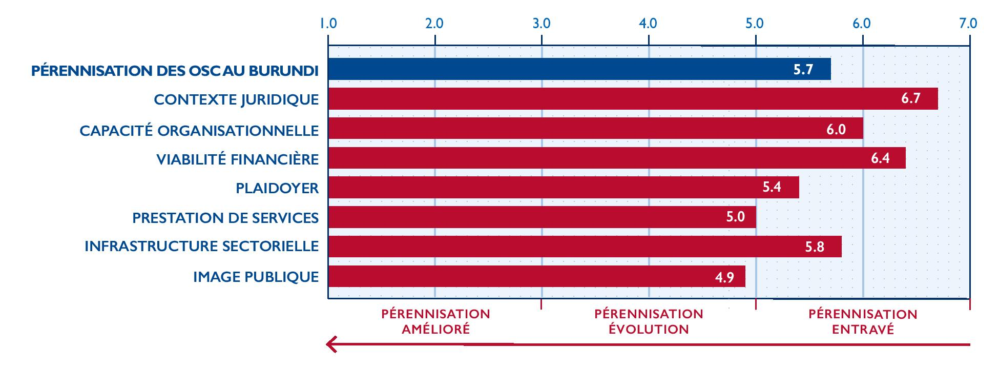 1.0 2.0 3.0 4.0 5.0 6.0 7.0
PÉRENNISATION DES OSC AU BURUNDI 5.7
CONTEXTE JURIDIQUE 6.7
CAPACITÉ ORGANISATIONNELLE 6.0
VIABILITÉ FINANCIÈRE 6.4
PLAIDOYER 5.4
PRESTATION DE SERVICES 5.0
INFRASTRUCTURE SECTORIELLE 5.8
IMAGE PUBLIQUE 4.9
PÉRENNISATION PÉRENNISATION PÉRENNISATION
AMÉLIORÉ ÉVOLUTION ENTRAVÉ